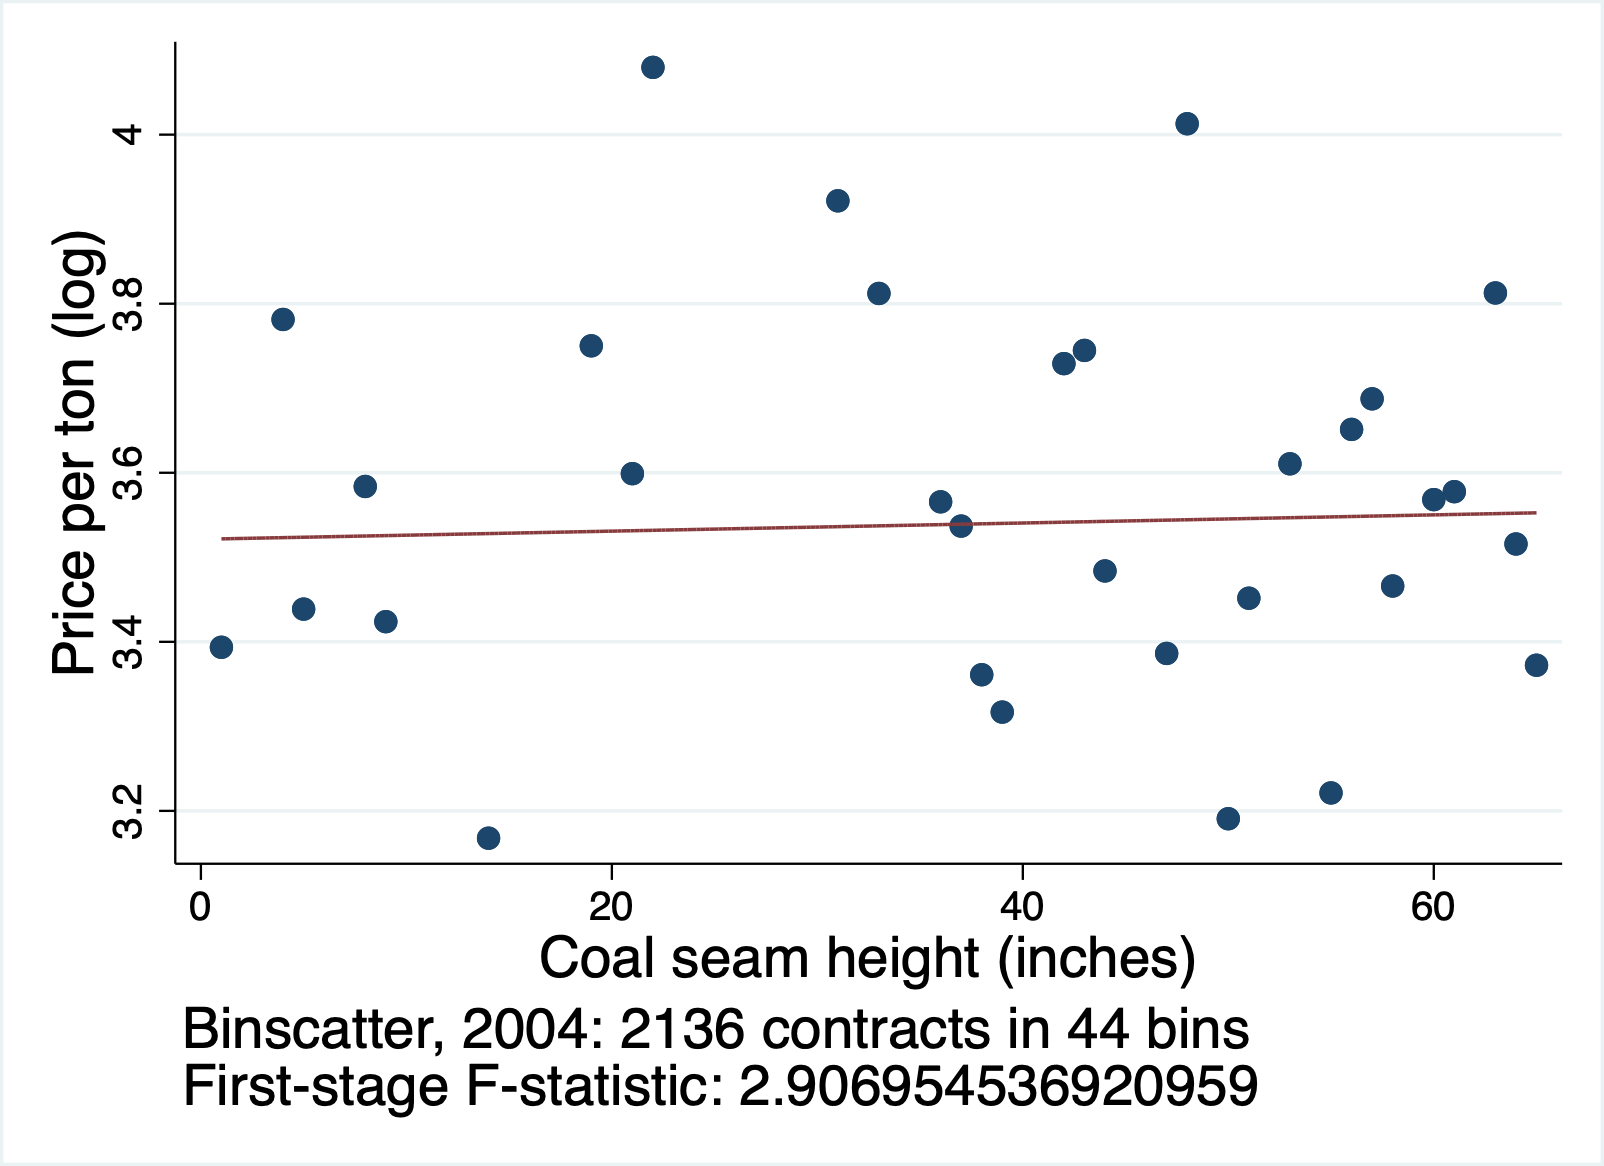 Price per ton (log)
4
3.8
3.6
3.4
3.2
0 20 40 60
Coal seam height (inches)
Binscatter, 2004: 2136 contracts in 44 bins
First-stage F-statistic: 2.906954536920959